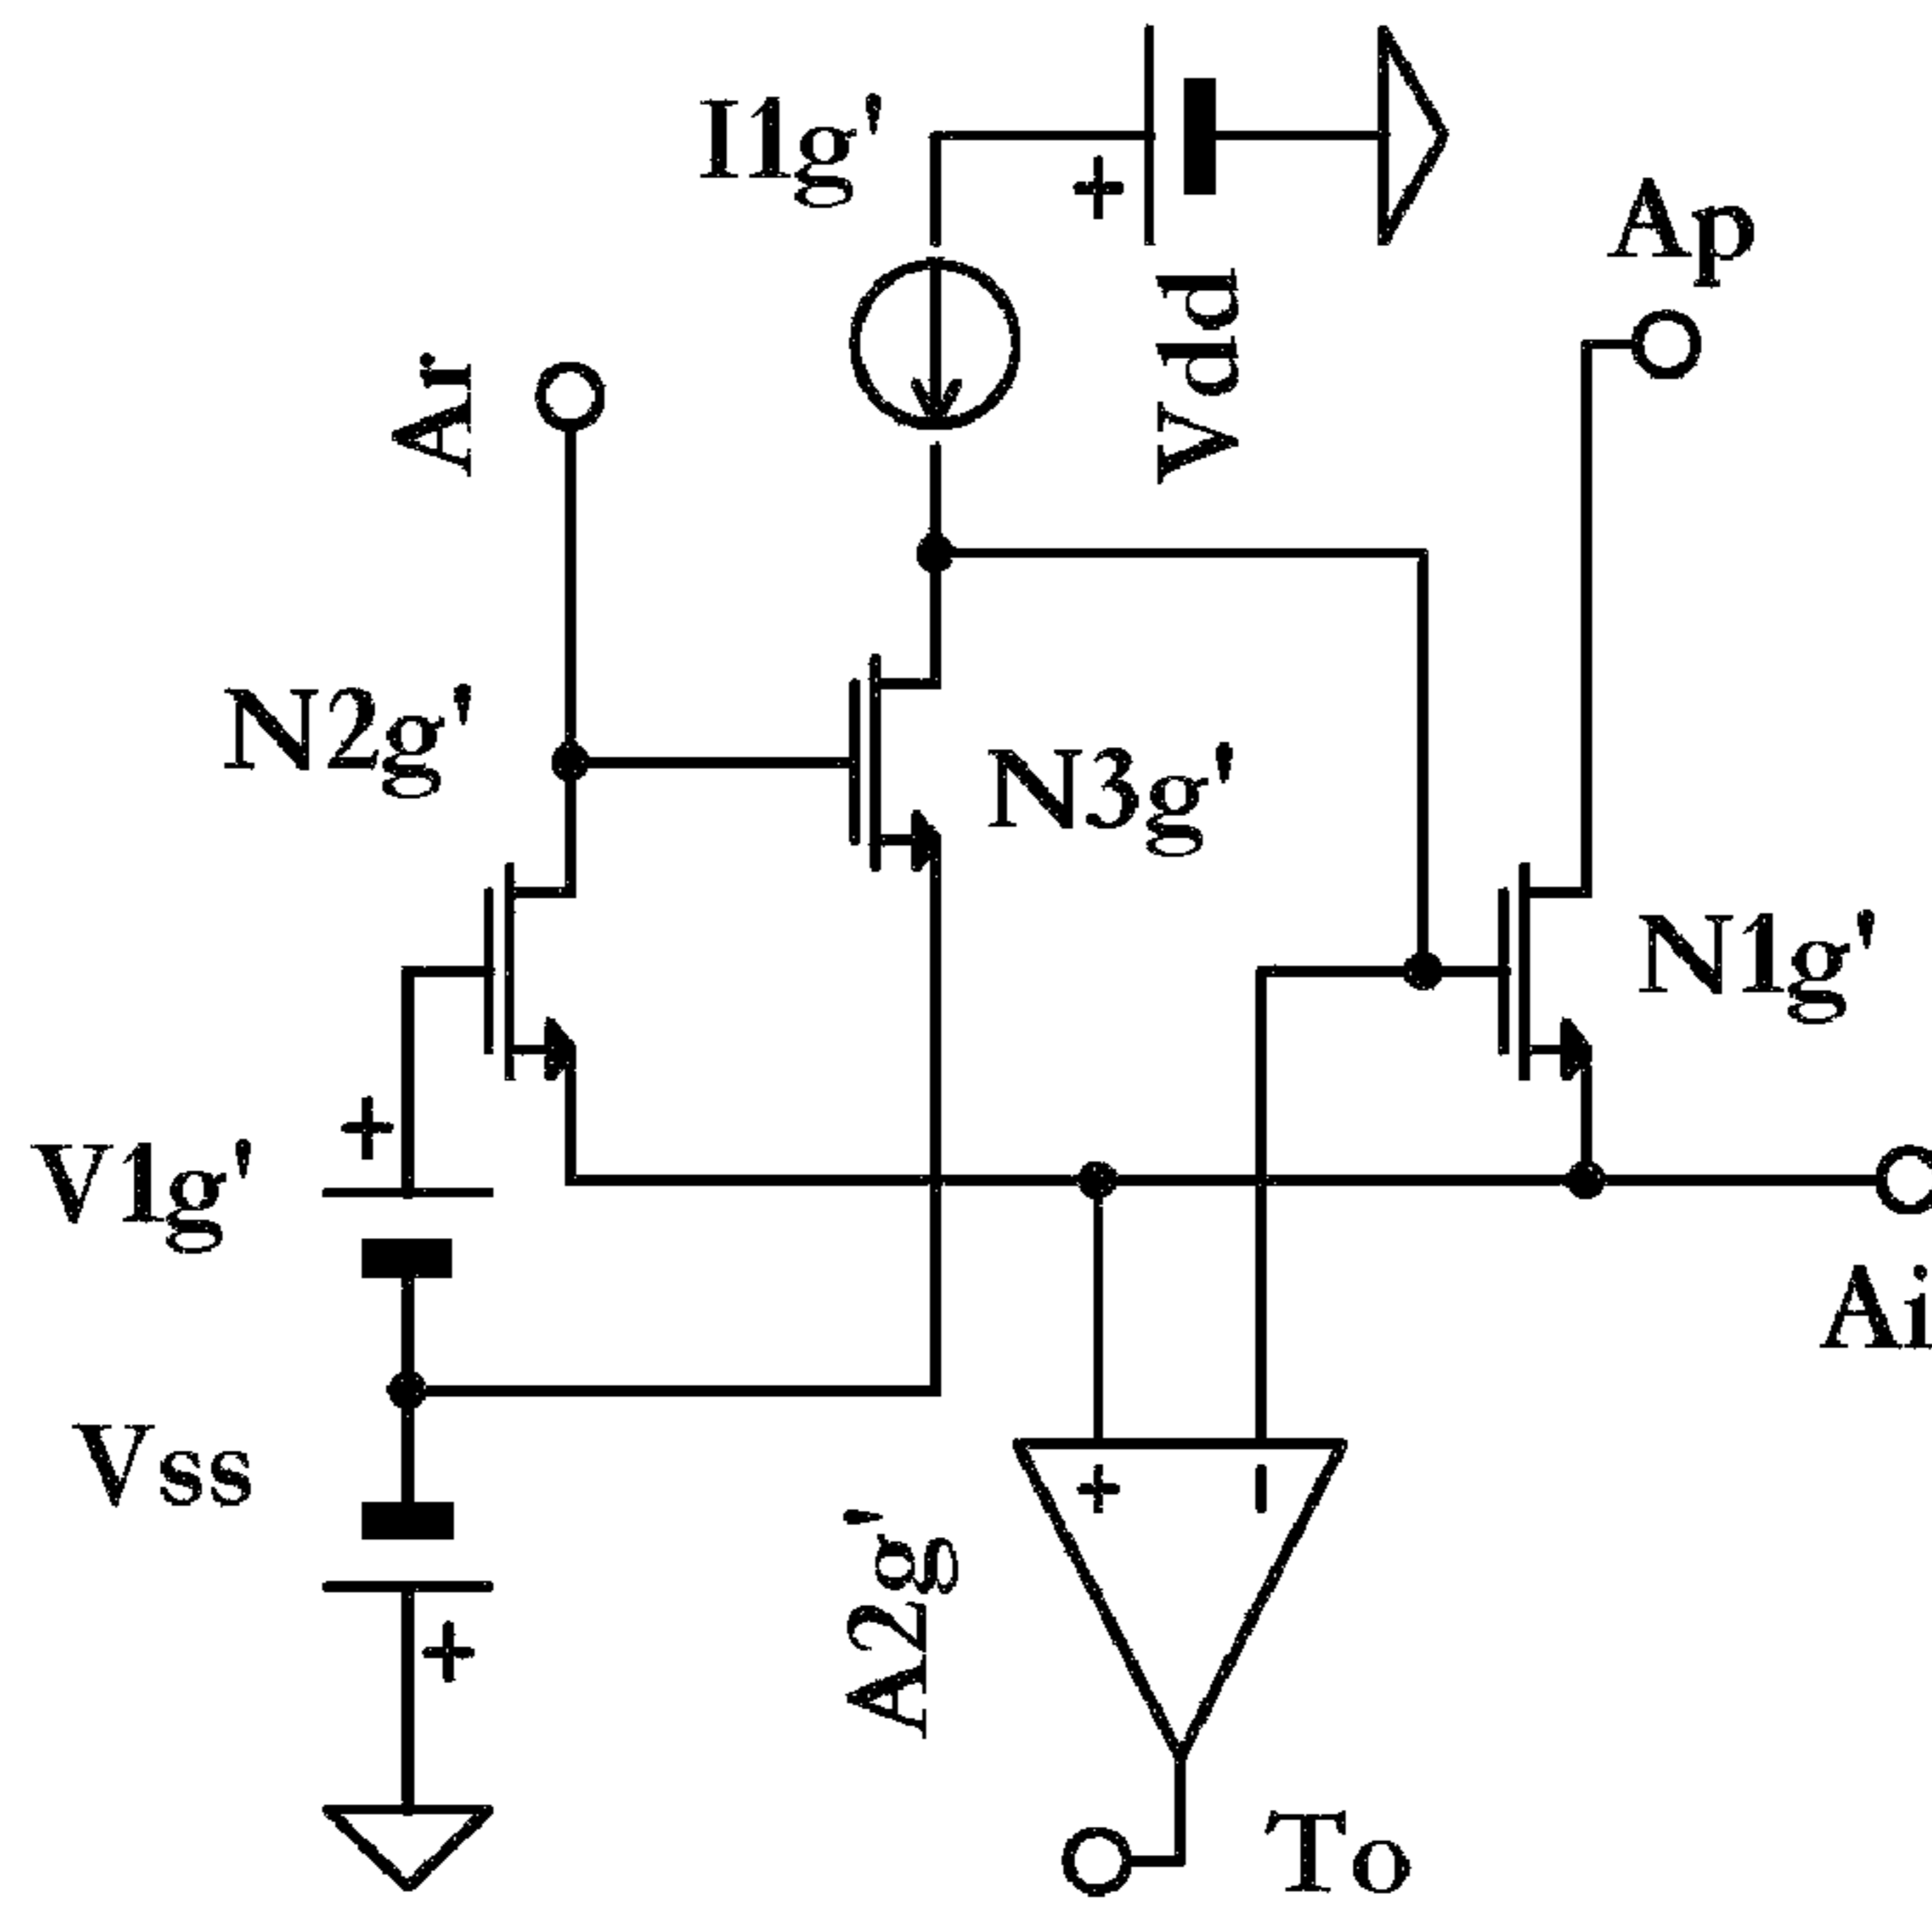 I1g'
+
Ap
Vdd
Ar
N2g'
N3g'
N1g'
+
V1g'
Ai
Vss
+ -
A2g'
+
To